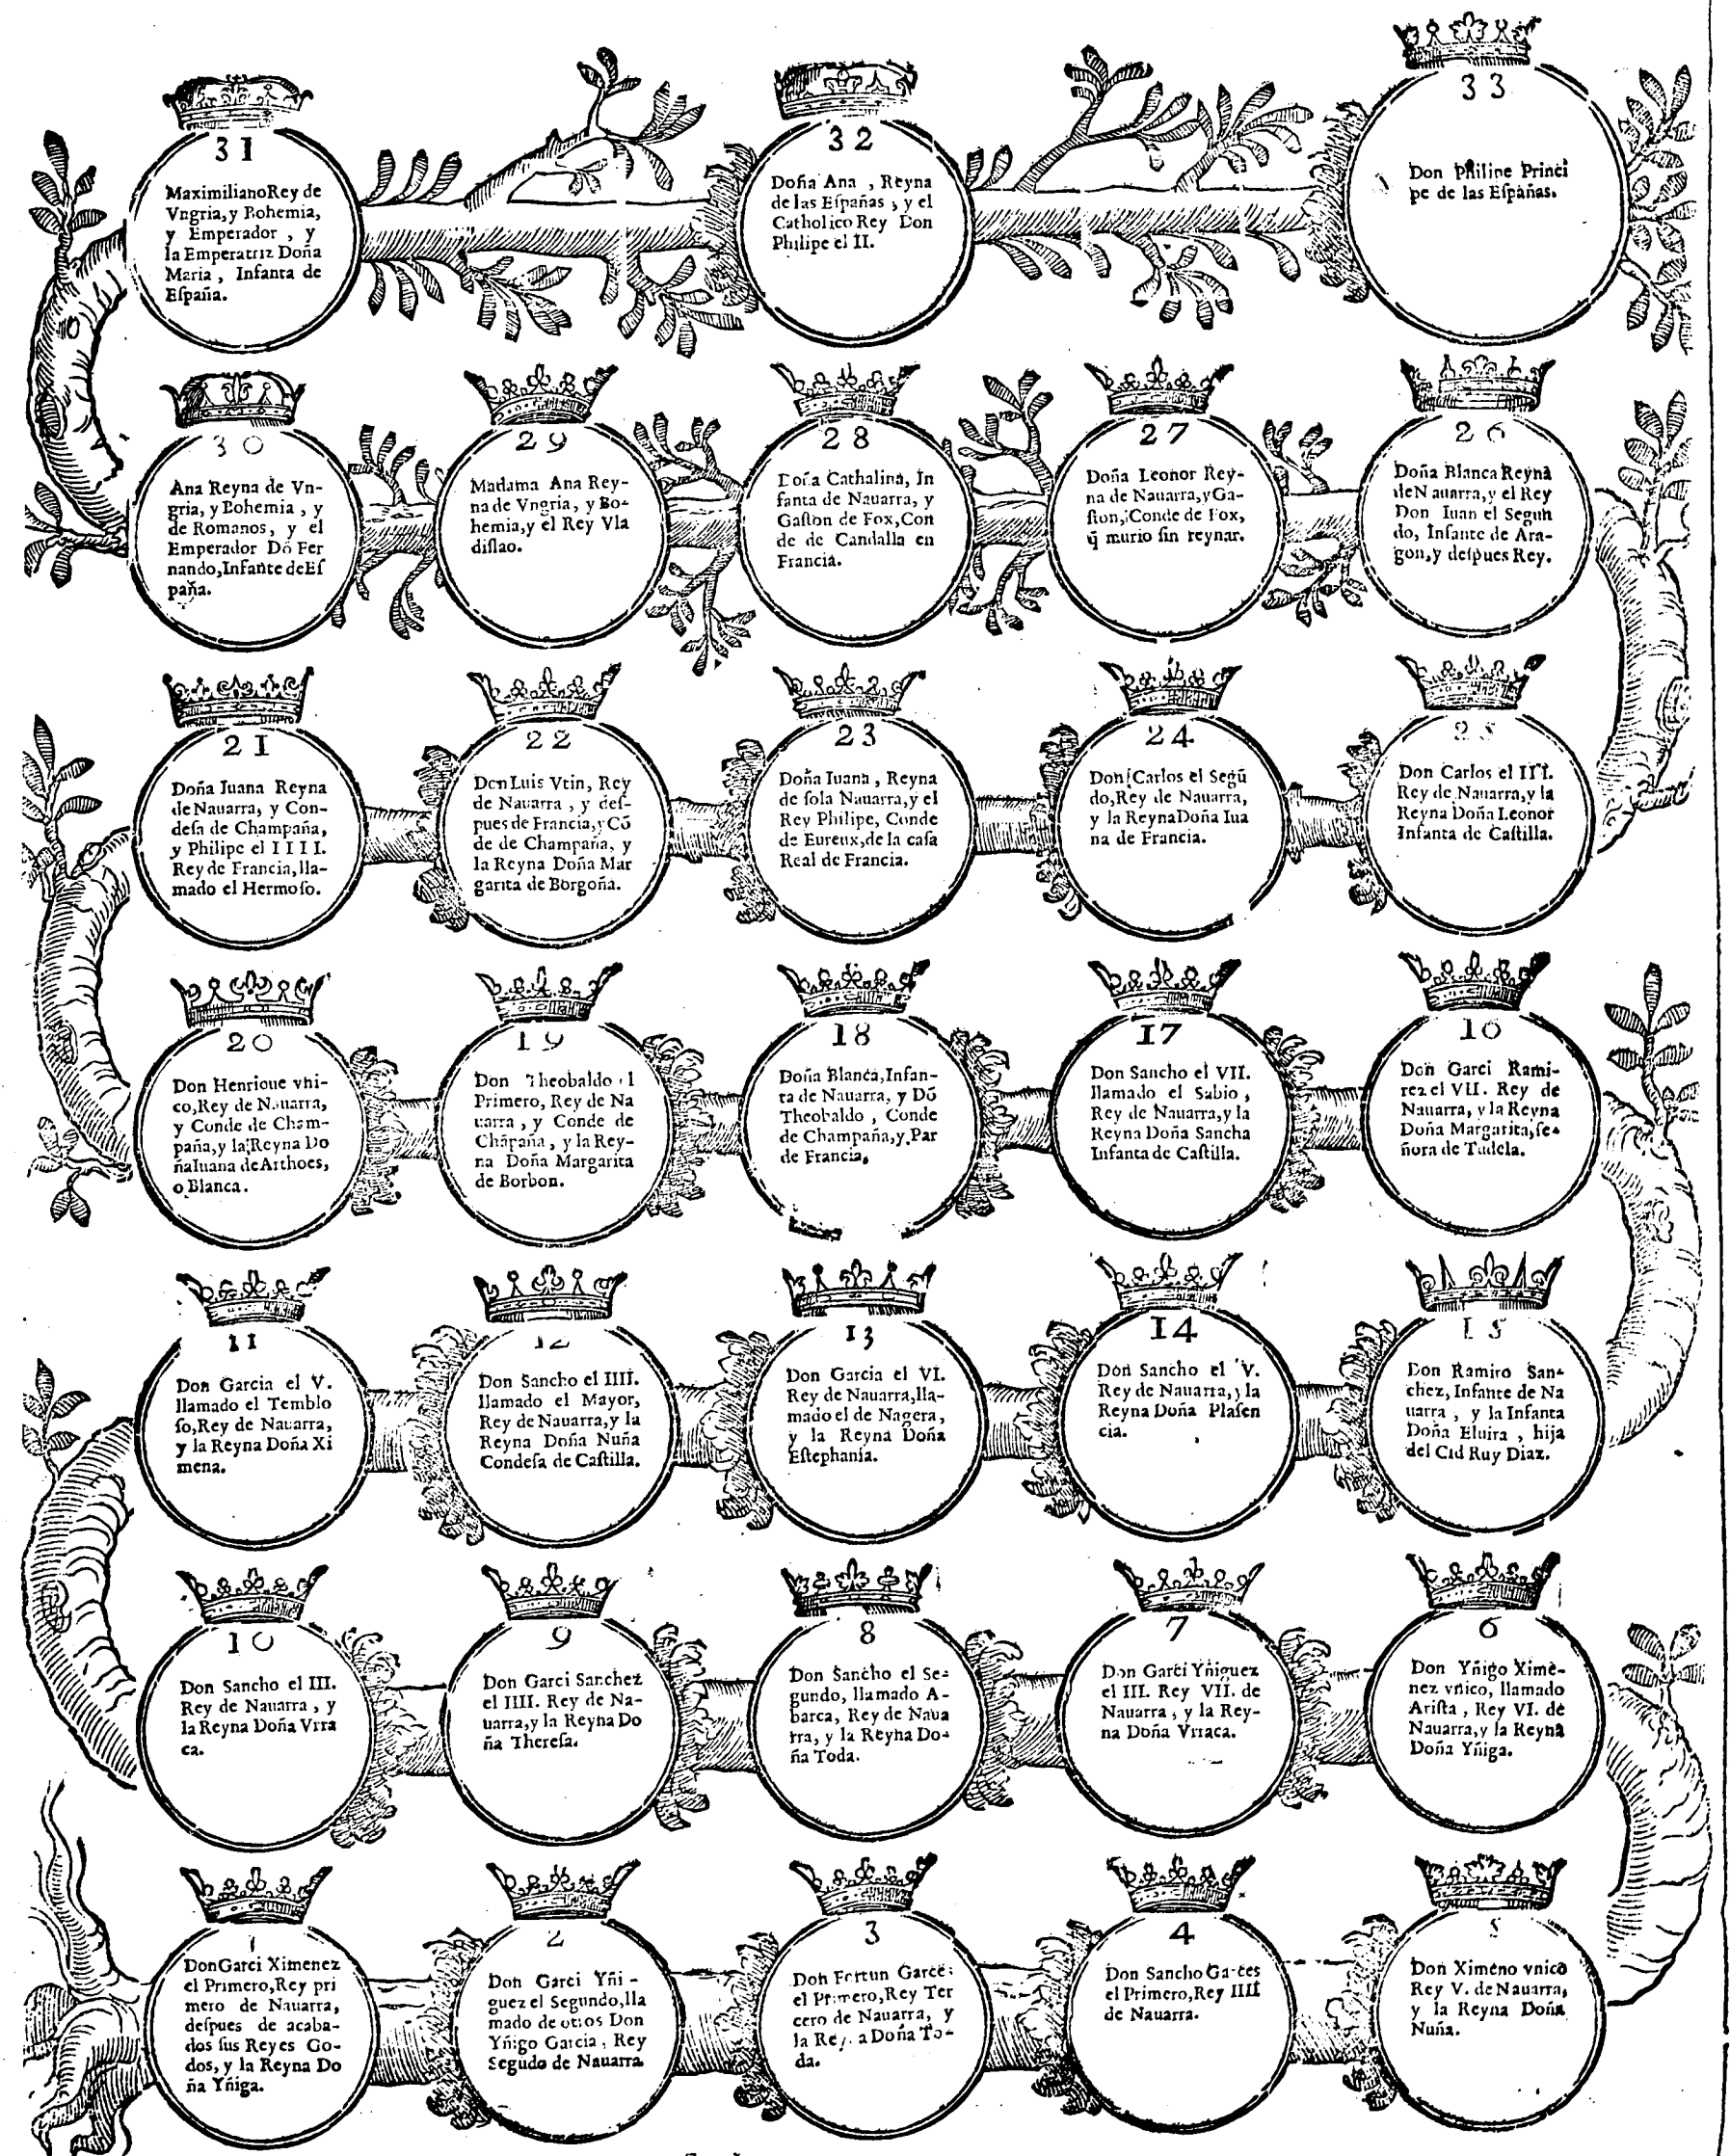 31
Maximiliano Rey de
Vngria, y Bohemia,
y Emperador, y
la Emperatriz Doña
Maria, Infanta de
Eſpaña.
32
Doña Ana, Reyna
de las Eſpañas, y el
Catholico Rey Don
Philipe el II.
33
Don Philipe Princi
pe de las Eſpañas.
30
Ana Reyna de Vn-
gria, y Bohemia, y
de Romanos, y el
Emperador Dõ Fer
nando, Infante de Eſ
paña.
29
Madama Ana Rey-
na de Vngria, y Bo-
hemia, y el Rey Vla
diſlao.
28
Doña Cathalina, In
fanta de Nauarra, y
Gaſton de Fox, Con
de de Candalla en
Francia.
27
Doña Leonor Rey-
na de Nauarra, y Ga-
ſton, Conde de Fox,
q̃ murio ſin reynar.
26
Doña Blanca Reyna
de Nauarra, y el Rey
Don Iuan el Segun
do, Infante de Ara-
gon, y deſpues Rey.
21
Doña Iuana Reyna
de Nauarra, y Con-
deſa de Champaña,
y Philipe el IIII.
Rey de Francia, lla-
mado el Hermoſo.
22
Don Luis Vtin, Rey
de Nauarra, y deſ-
pues de Francia, y Cõ
de de Champaña, y
la Reyna Doña Mar
garita de Borgoña.
23
Doña Iuana, Reyna
de ſola Nauarra, y el
Rey Philipe, Conde
de Eureux, de la caſa
Real de Francia.
24
Don Carlos el Segũ
do, Rey de Nauarra,
y la Reyna Doña Iua
na de Francia.
25
Don Carlos el III.
Rey de Nauarra, y la
Reyna Doña Leonor
Infanta de Caſtilla.
20
Don Henrique vni-
co, Rey de Nauarra,
y Conde de Cham-
paña, y la Reyna Do
ña Iuana de Arthoes,
o Blanca.
19
Don Theobaldo el
Primero, Rey de Na
uarra, y Conde de
Chãpaña, y la Rey-
na Doña Margarita
de Borbon.
18
Doña Blanca, Infan-
ta de Nauarra, y Dõ
Theobaldo, Conde
de Champaña, y Par
de Francia.
17
Don Sancho el VII.
llamado el Sabio,
Rey de Nauarra, y la
Reyna Doña Sancha
Infanta de Caſtilla.
16
Don Garci Rami-
rez el VII. Rey de
Nauarra, y la Reyna
Doña Margarita, ſe-
ñora de Tudela.
11
Don Garcia el V.
llamado el Temblo
ſo, Rey de Nauarra,
y la Reyna Doña Xi
mena.
12
Don Sancho el IIII.
llamado el Mayor,
Rey de Nauarra, y la
Reyna Doña Nuña
Condeſa de Caſtilla.
13
Don Garcia el VI.
Rey de Nauarra, lla-
mado el de Nagera,
y la Reyna Doña
Eſtephania.
14
Don Sancho el V.
Rey de Nauarra, y la
Reyna Doña Plaſen
cia.
15
Don Ramiro San-
chez, Infante de Na
uarra, y la Infanta
Doña Eluira, hija
del Cid Ruy Diaz.
10
Don Sancho el III.
Rey de Nauarra, y
la Reyna Doña Vrra
ca.
9
Don Garci Sanchez
el IIII. Rey de Na-
uarra, y la Reyna Do
ña Thereſa.
8
Don Sancho el Se-
gundo, llamado A-
barca, Rey de Naua
rra, y la Reyna Do-
ña Toda.
7
Don Garci Yñiguez
el III. Rey VII. de
Nauarra, y la Rey-
na Doña Vrraca.
6
Don Yñigo Xime-
nez vnico, llamado
Ariſta, Rey VI. de
Nauarra, y la Reyna
Doña Yñiga.
1
Don Garci Ximenez
el Primero, Rey pri
mero de Nauarra,
deſpues de acaba-
dos ſus Reyes Go-
dos, y la Reyna Do
ña Yñiga.
2
Don Garci Yñi-
guez el Segundo, lla
mado de otros Don
Yñigo Garcia, Rey
Segũdo de Nauarra.
3
Don Fortun Garces
el Primero, Rey Ter
cero de Nauarra, y
la Reyna Doña To-
da.
4
Don Sancho Garces
el Primero, Rey IIII
de Nauarra.
5
Don Ximeno vnico
Rey V. de Nauarra,
y la Reyna Doña
Nuña.